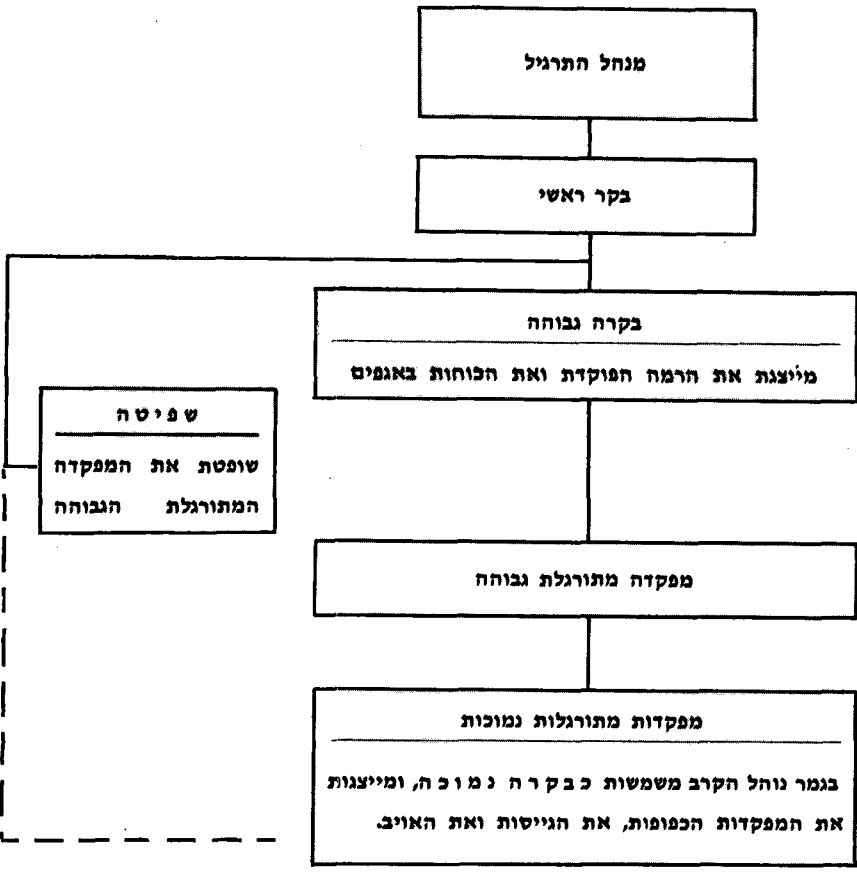 מנהל התרגיל
בקר ראשי
בקרה גבוהה
מייצגת את הרמה הפוקדת ואת הכוחות באגפים
שפיטה
שופטת את המפקדה
המתורגלת הגבוהה
מפקדה מתורגלת גבוהה
מפקדות מתורגלות נמוכות
בגמר נוהל הקרב משמשות כבקרה נמוכה, ומייצגות
את המפקדות הכפופות, את הגייסות ואת האויב.